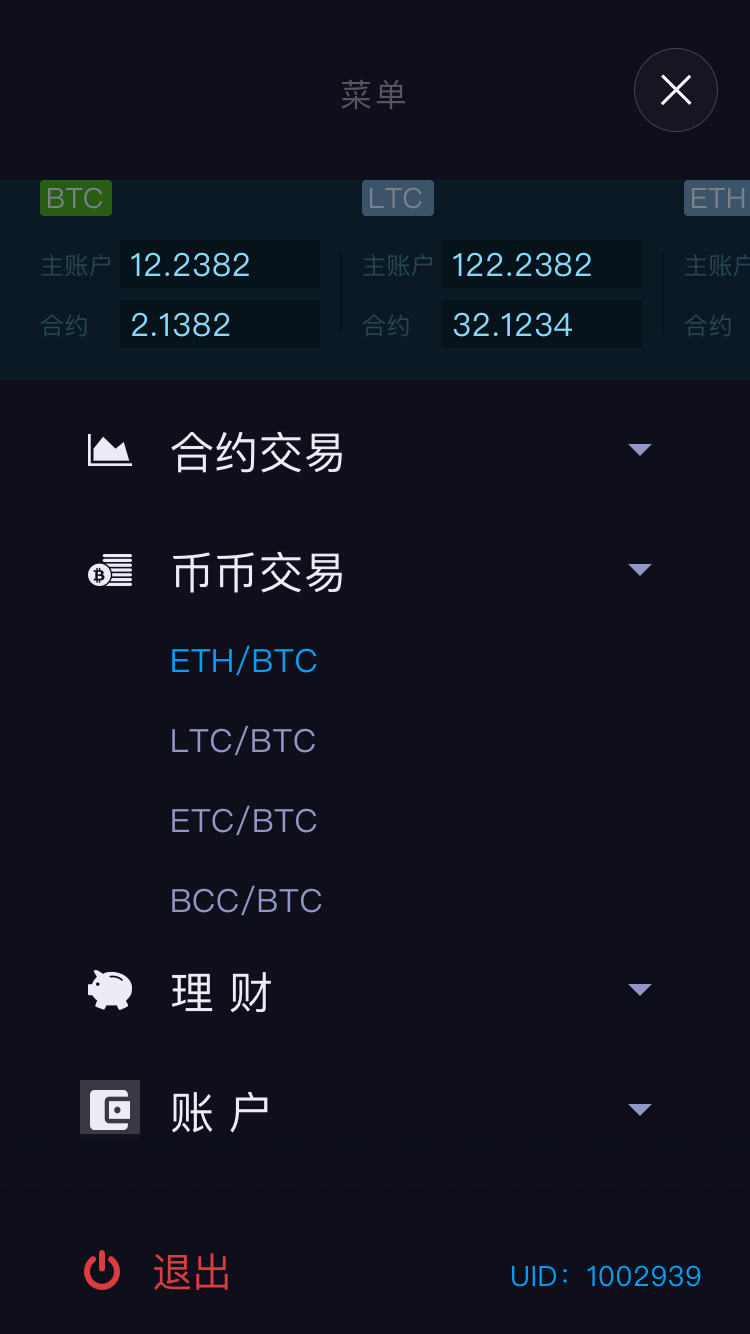 菜单
BTC LTC ETH
主账户 12.2382 主账户 122.2382 主账户
合约 2.1382 合约 32.1234 合约
合约交易
币币交易
ETH/BTC
LTC/BTC
ETC/BTC
BCC/BTC
理 财
账 户
退出 UID：1002939